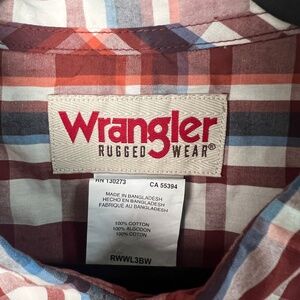 Wrangler
RUGGED WEAR®
RN 130273 CA 55394
MADE IN BANGLADESH
HECHO EN BANGLADESH
FABRIQUE AU BANGLADESH
100% COTTON
100% ALGODON
100% COTON
RWWL3BW